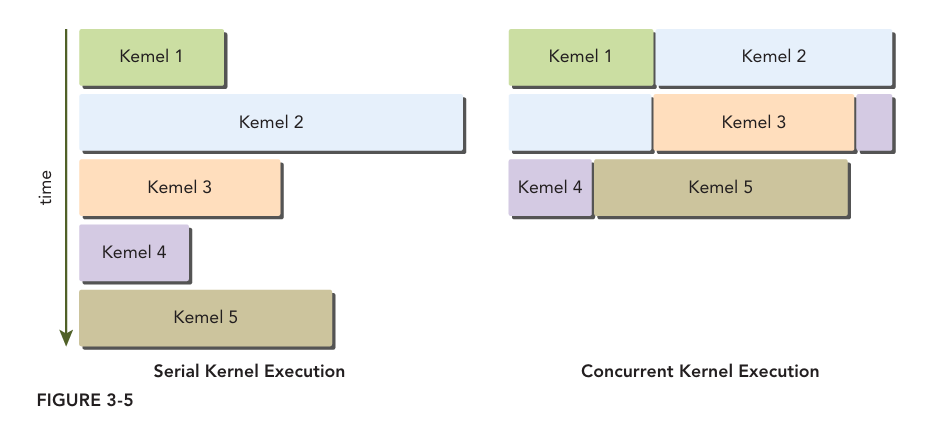 Kernel 1
Kernel 2
Kernel 3
Kernel 4
Kernel 5
time
Serial Kernel Execution
Kernel 1 Kernel 2
Kernel 3
Kernel 4 Kernel 5
Concurrent Kernel Execution
FIGURE 3-5